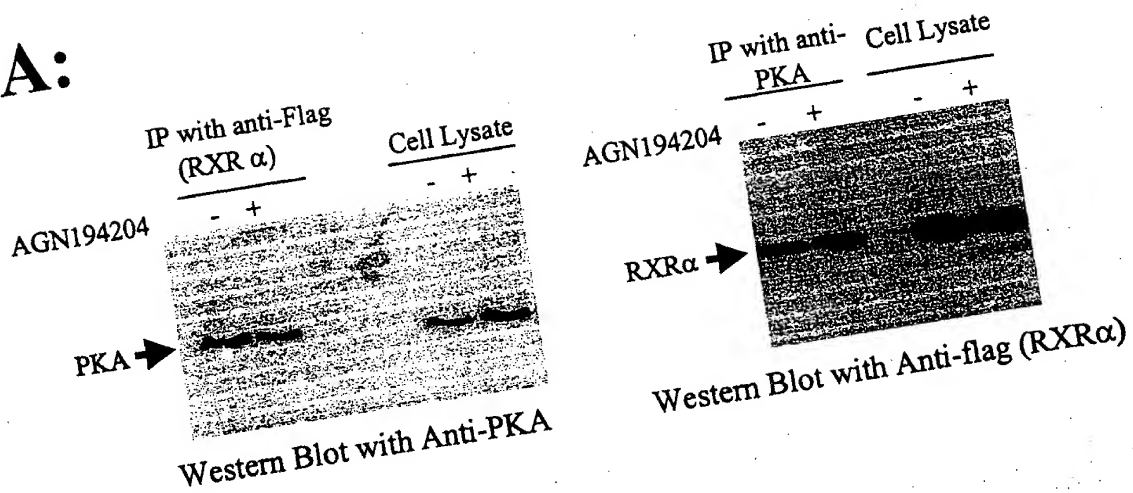 A:
IP with anti-Flag
(RXR α)
Cell Lysate
- +
- +
AGN194204
PKA
Western Blot with Anti-PKA
IP with anti-
PKA
Cell Lysate
- +
- +
AGN194204
RXRα
Western Blot with Anti-flag (RXRα)